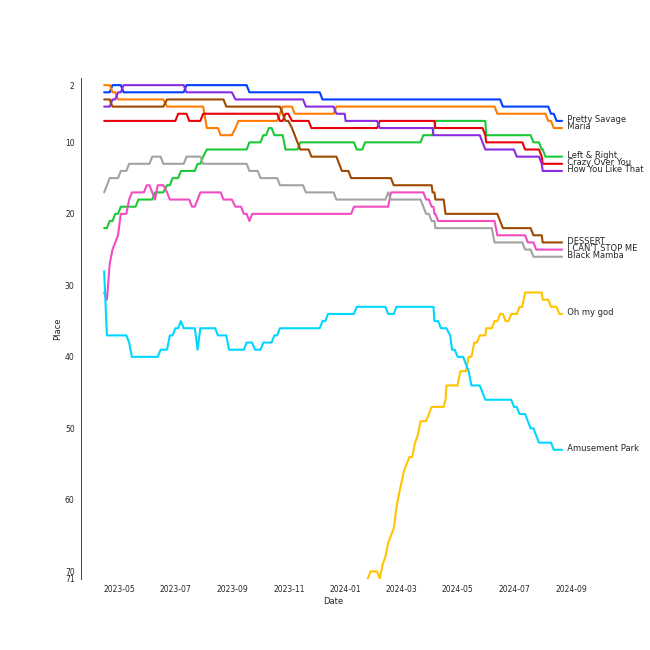 2
10
20
30
40
50
60
70
71
Place
2023-05
2023-07
2023-09
2023-11
2024-01
2024-03
2024-05
2024-07
2024-09
Date
Pretty Savage
Maria
Left & Right
Crazy Over You
How You Like That
DESSERT
I CAN'T STOP ME
Black Mamba
Oh my god
Amusement Park